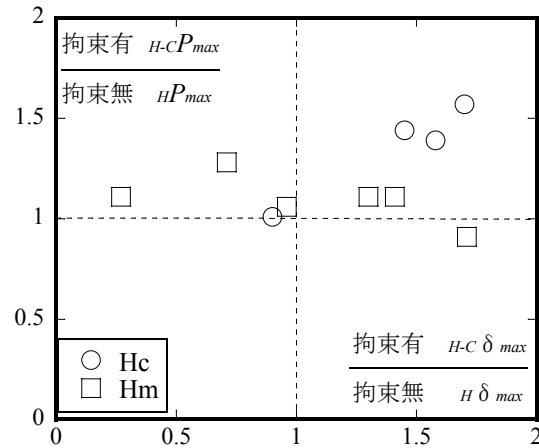 2
拘束有 H-CPmax
拘束無 HPmax
1.5
1
0.5
拘束有 H-C δ max
拘束無 H δ max
Hc
Hm
0
0 0.5 1 1.5 2